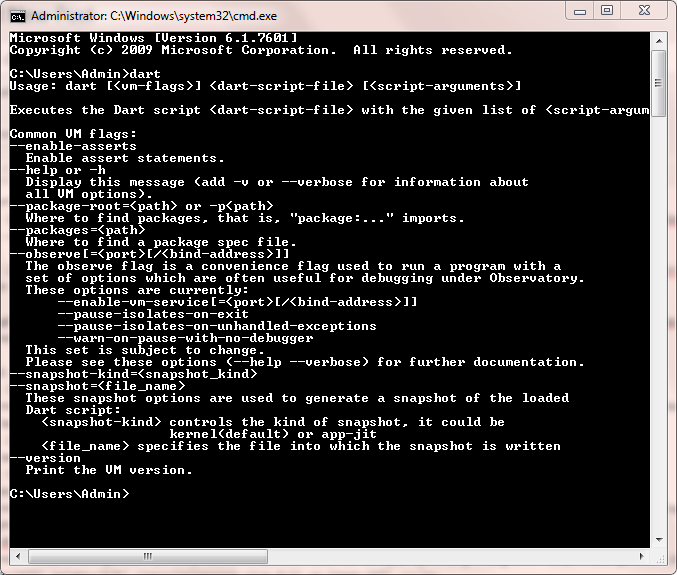 Administrator: C:\Windows\system32\cmd.exe
Microsoft Windows [Version 6.1.7601]
Copyright (c) 2009 Microsoft Corporation.  All rights reserved.
C:\Users\Admin>dart
Usage: dart [<vm-flags>] <dart-script-file> [<script-arguments>]
Executes the Dart script <dart-script-file> with the given list of <script-argum
Common VM flags:
--enable-asserts
  Enable assert statements.
--help or -h
  Display this message (add -v or --verbose for information about
  all VM options).
--package-root=<path> or -p<path>
  Where to find packages, that is, "package:..." imports.
--packages=<path>
  Where to find a package spec file.
--observe[=<port>[/<bind-address>]]
  The observe flag is a convenience flag used to run a program with a
  set of options which are often useful for debugging under Observatory.
  These options are currently:
      --enable-vm-service[=<port>[/<bind-address>]]
      --pause-isolates-on-exit
      --pause-isolates-on-unhandled-exceptions
      --warn-on-pause-with-no-debugger
  This set is subject to change.
  Please see these options (--help --verbose) for further documentation.
--snapshot-kind=<snapshot_kind>
--snapshot=<file_name>
  These snapshot options are used to generate a snapshot of the loaded
  Dart script:
    <snapshot-kind> controls the kind of snapshot, it could be
                    kernel(default) or app-jit
    <file_name> specifies the file into which the snapshot is written
--version
  Print the VM version.
C:\Users\Admin>